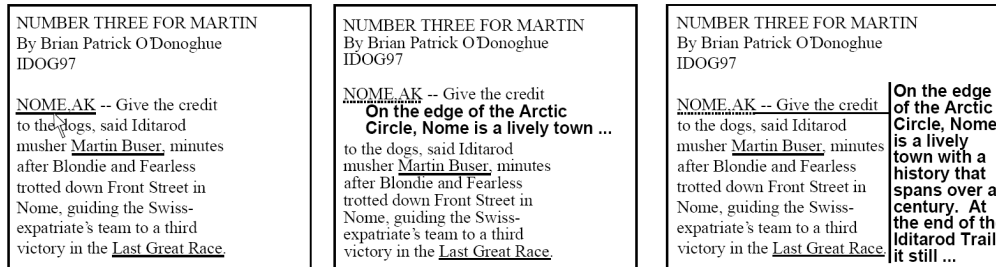 NUMBER THREE FOR MARTIN
By Brian Patrick O'Donoghue
IDOG97
NOME,AK -- Give the credit
to the dogs, said Iditarod
musher Martin Buser, minutes
after Blondie and Fearless
trotted down Front Street in
Nome, guiding the Swiss-
expatriate's team to a third
victory in the Last Great Race.
NUMBER THREE FOR MARTIN
By Brian Patrick O'Donoghue
IDOG97
NOME,AK -- Give the credit
On the edge of the Arctic
Circle, Nome is a lively town ...
to the dogs, said Iditarod
musher Martin Buser, minutes
after Blondie and Fearless
trotted down Front Street in
Nome, guiding the Swiss-
expatriate's team to a third
victory in the Last Great Race.
NUMBER THREE FOR MARTIN
By Brian Patrick O'Donoghue
IDOG97
NOME,AK -- Give the credit
to the dogs, said Iditarod
musher Martin Buser, minutes
after Blondie and Fearless
trotted down Front Street in
Nome, guiding the Swiss-
expatriate's team to a third
victory in the Last Great Race.
On the edge
of the Arctic
Circle, Nome
is a lively
town with a
history that
spans over a
century. At
the end of th
Iditarod Trail
it still ...